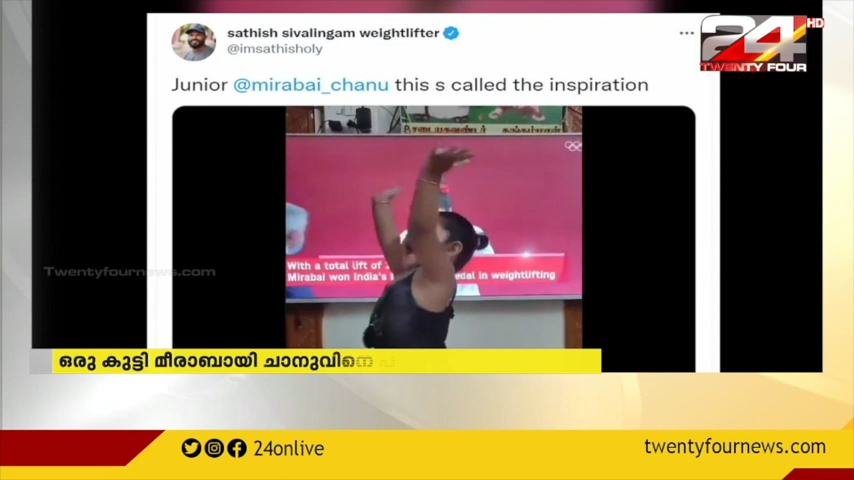 sathish sivalingam weightlifter
@imsathisholy
Junior @mirabai_chanu this s called the inspiration
24
HD
TWENTY FOUR
With a total lift of
Mirabai won India's edal in weightlifting
Twentyfournews.com
ഒരു കുട്ടി മീരാബായി ചാനുവിനെ
24onlive
twentyfournews.com